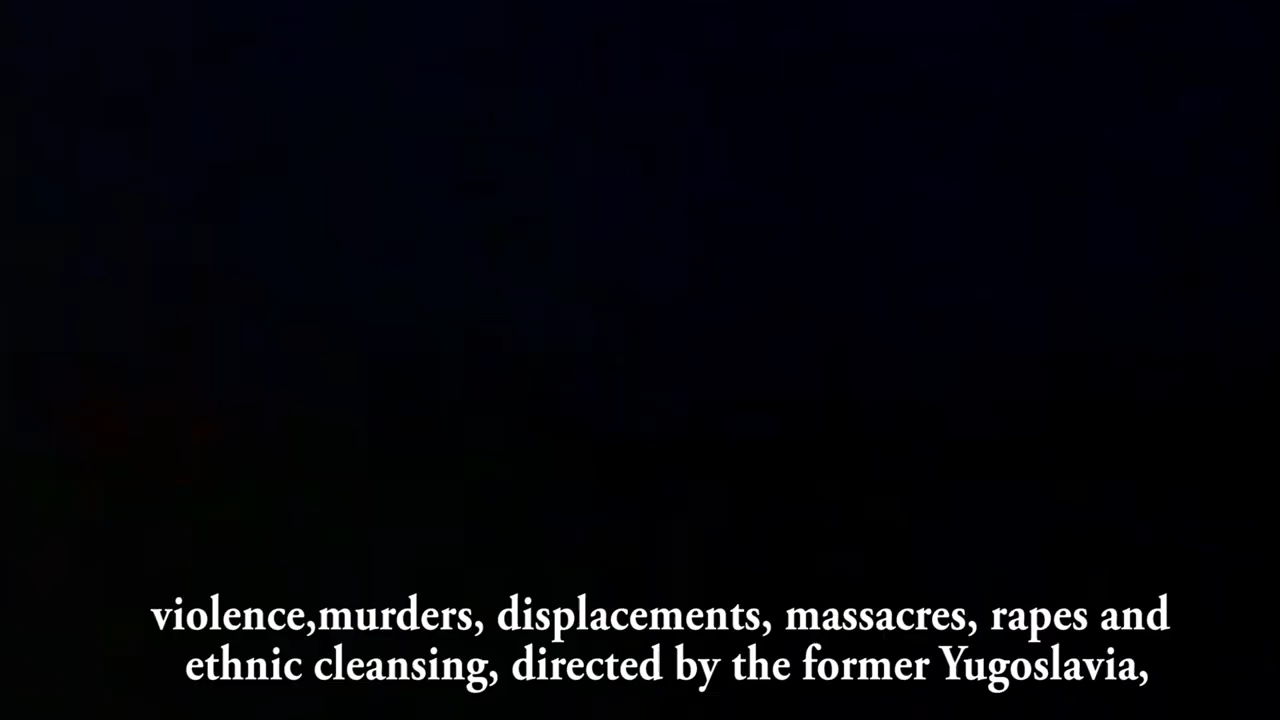 violence,murders, displacements, massacres, rapes and
ethnic cleansing, directed by the former Yugoslavia,